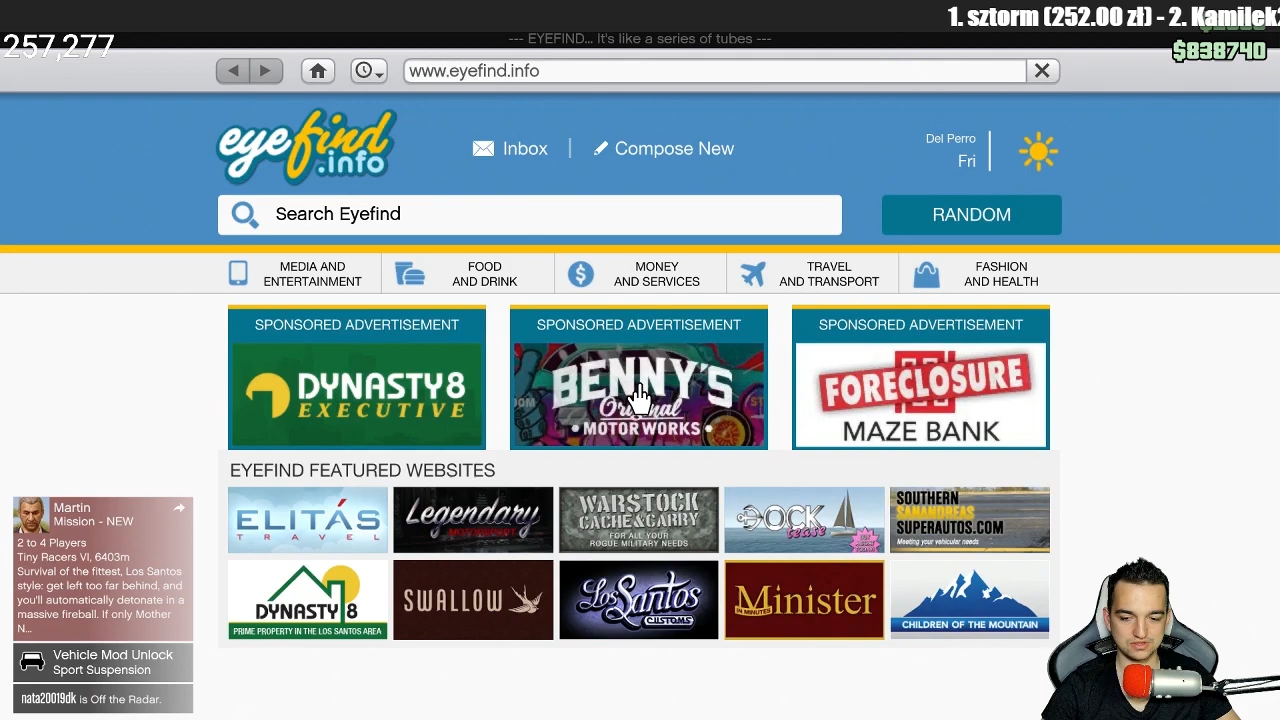 1. sztorm (252.00 zł) - 2. Kamilek
257,277
--- EYEFIND... It's like a series of tubes ---
$838740
www.eyefind.info
eyefind
.info
Inbox
Compose New
Del Perro
Fri
Search Eyefind
RANDOM
MEDIA AND
ENTERTAINMENT
FOOD
AND DRINK
MONEY
AND SERVICES
TRAVEL
AND TRANSPORT
FASHION
AND HEALTH
SPONSORED ADVERTISEMENT
DYNASTY8
EXECUTIVE
SPONSORED ADVERTISEMENT
BENNY'S
Original
MOTORWORKS
SPONSORED ADVERTISEMENT
FORECLOSURE
MAZE BANK
EYEFIND FEATURED WEBSITES
ELITÁS
TRAVEL
Legendary
MOTORSPORT
WARSTOCK
CACHE&CARRY
FOR ALL YOUR
ROGUE MILITARY NEEDS
DOCK
tease
SOUTHERN
SANANDREAS
SUPERAUTOS.COM
Meeting your vehicular needs
DYNASTY 8
PRIME PROPERTY IN THE LOS SANTOS AREA
SWALLOW
Los Santos
CUSTOMS
IN MINUTES
Minister
CHILDREN OF THE MOUNTAIN
Martin
Mission - NEW
2 to 4 Players
Tiny Racers VI, 6403m
Survival of the fittest, Los Santos
style: get left too far behind, and
you'll automatically detonate in a
massive fireball. If only Mother
N...
Vehicle Mod Unlock
Sport Suspension
nata20019dk is Off the Radar.